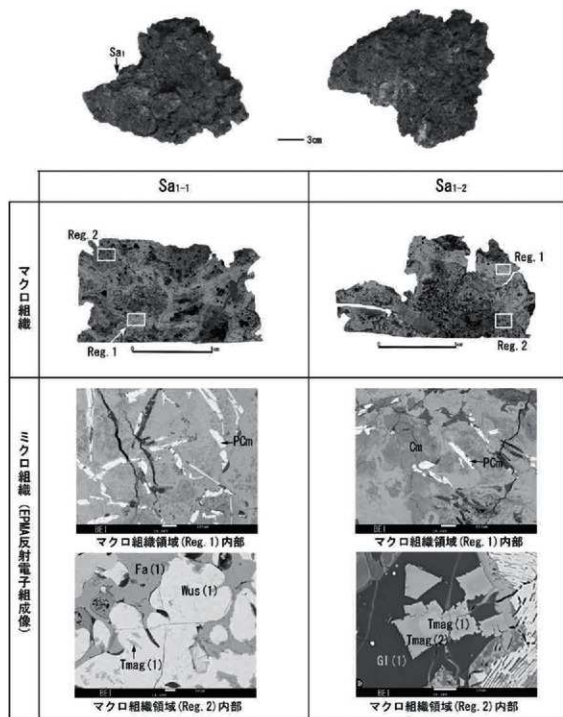 Sa₁
3cm
Sa₁₋₁
Sa₁₋₂
マクロ組織
Reg. 2
Reg. 1
Reg. 1
Reg. 2
ミクロ組織(EPMA反射電子組成像)
PCm
BEI
マクロ組織領域(Reg. 1)内部
Cm
PCm
BEI
マクロ組織領域(Reg. 1)内部
Fa(1)
Wus(1)
Tmag(1)
BEI
マクロ組織領域(Reg. 2)内部
Tmag(1)
Tmag(2)
Gl(1)
BEI
マクロ組織領域(Reg. 2)内部